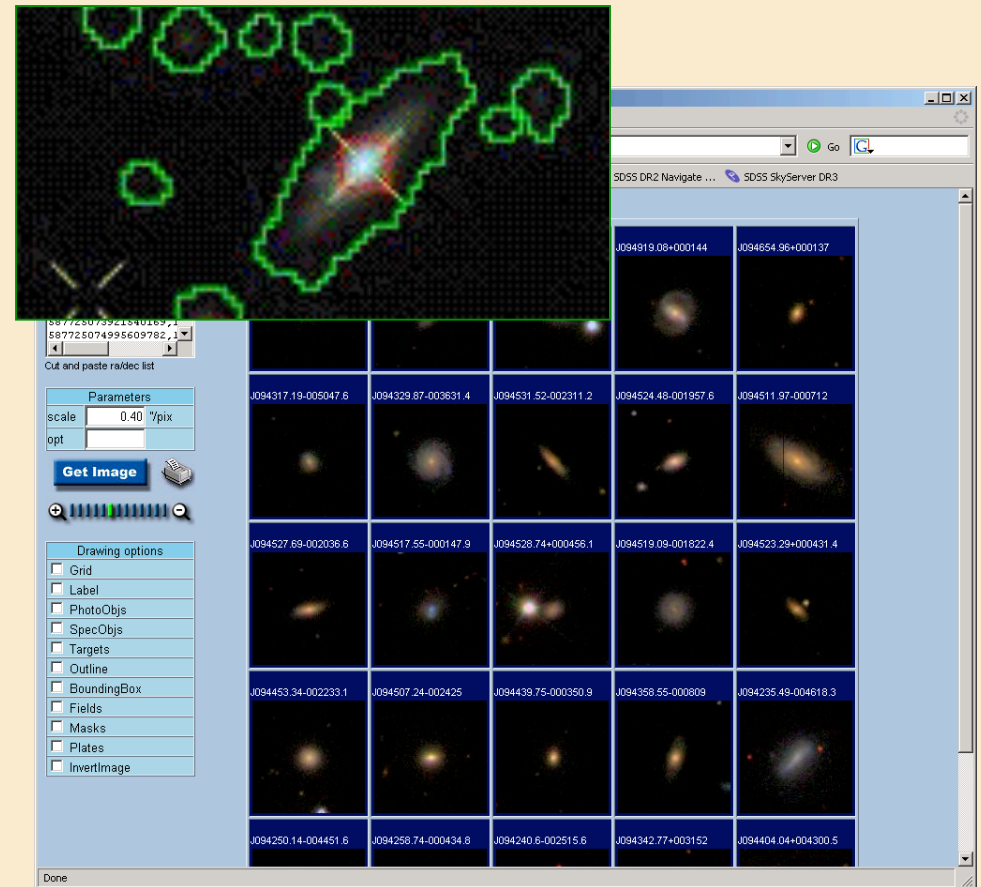 Go
SDSS DR2 Navigate ...
SDSS SkyServer DR3
J094919.08+000144
J094654.96+000137
587725074995609782,1
Cut and paste ra/dec list
Parameters
scale 0.40 "/pix
opt
Get Image
Drawing options
Grid
Label
PhotoObjs
SpecObjs
Targets
Outline
BoundingBox
Fields
Masks
Plates
InvertImage
J094317.19-005047.6
J094329.87-003631.4
J094531.52-002311.2
J094524.48-001957.6
J094511.97-000712
J094527.69-002036.6
J094517.55-000147.9
J094528.74+000456.1
J094519.09-001822.4
J094523.29+000431.4
J094453.34-002233.1
J094507.24-002425
J094439.75-000350.9
J094358.55-000809
J094235.49-004618.3
J094250.14-004451.6
J094258.74-000434.8
J094240.6-002515.6
J094342.77+003152
J094404.04+004300.5
Done